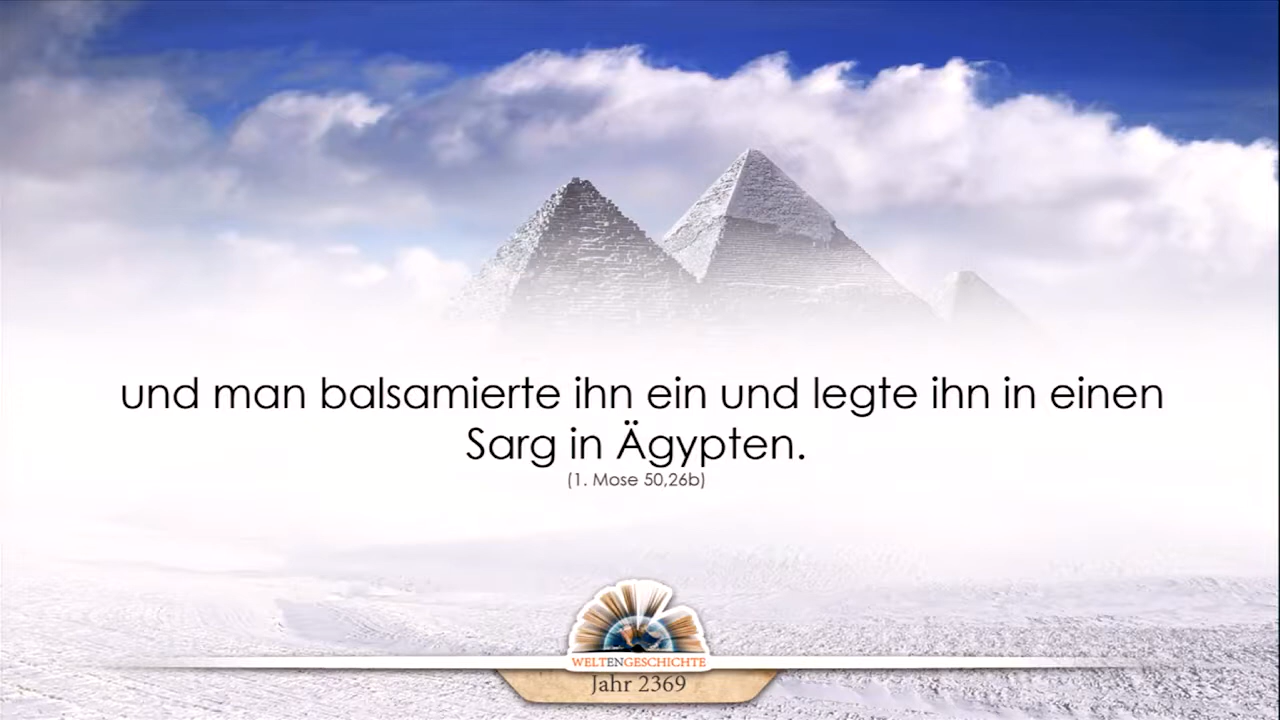 und man balsamierte ihn ein und legte ihn in einen
Sarg in Ägypten.
(1. Mose 50,26b)
WELTENGESCHICHTE
Jahr 2369